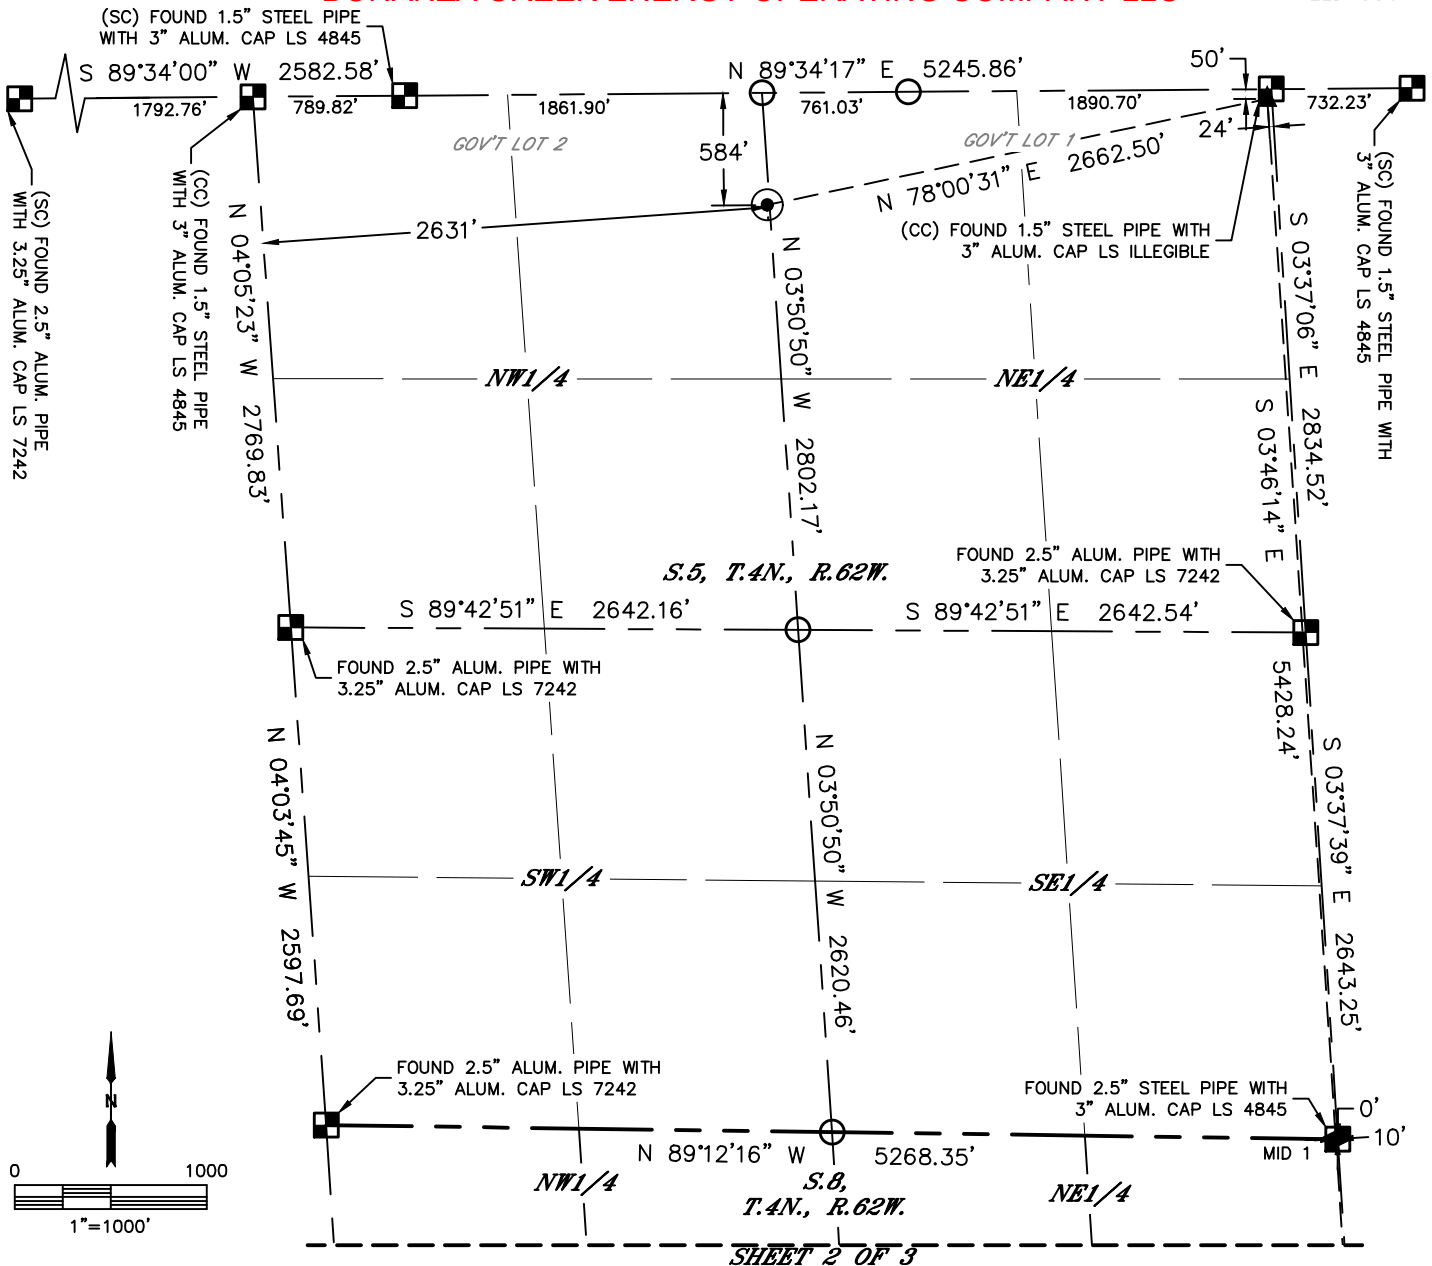 (SC) FOUND 1.5" STEEL PIPE
WITH 3" ALUM. CAP LS 4845
S 89°34'00" W 2582.58'
N 89°34'17" E 5245.86'
50'
1792.76'
789.82'
1861.90'
761.03'
1890.70'
732.23'
24'
GOV'T LOT 2
GOV'T LOT 1
584'
N 78°00'31" E 2662.50'
2631'
(CC) FOUND 1.5" STEEL PIPE WITH
3" ALUM. CAP LS ILLEGIBLE
(SC) FOUND 2.5" ALUM. PIPE
WITH 3.25" ALUM. CAP LS 7242
(CC) FOUND 1.5" STEEL PIPE
WITH 3" ALUM. CAP LS 4845
(SC) FOUND 1.5" STEEL PIPE WITH
3" ALUM. CAP LS 4845
N 04°05'23" W 2769.83'
N 03°50'50" W 2802.17'
S 03°37'06" E 2834.52'
S 03°46'14" E 5428.24'
NW1/4
NE1/4
S.5, T.4N., R.62W.
FOUND 2.5" ALUM. PIPE WITH
3.25" ALUM. CAP LS 7242
S 89°42'51" E 2642.16'
S 89°42'51" E 2642.54'
FOUND 2.5" ALUM. PIPE WITH
3.25" ALUM. CAP LS 7242
N 04°03'45" W 2597.69'
N 03°50'50" W 2620.46'
S 03°37'39" E 2643.25'
SW1/4
SE1/4
FOUND 2.5" ALUM. PIPE WITH
3.25" ALUM. CAP LS 7242
FOUND 2.5" STEEL PIPE WITH
3" ALUM. CAP LS 4845
0'
10'
MID 1
N 89°12'16" W 5268.35'
N
0 1000
1"=1000'
NW1/4
S.8,
T.4N., R.62W.
NE1/4
SHEET 2 OF 3